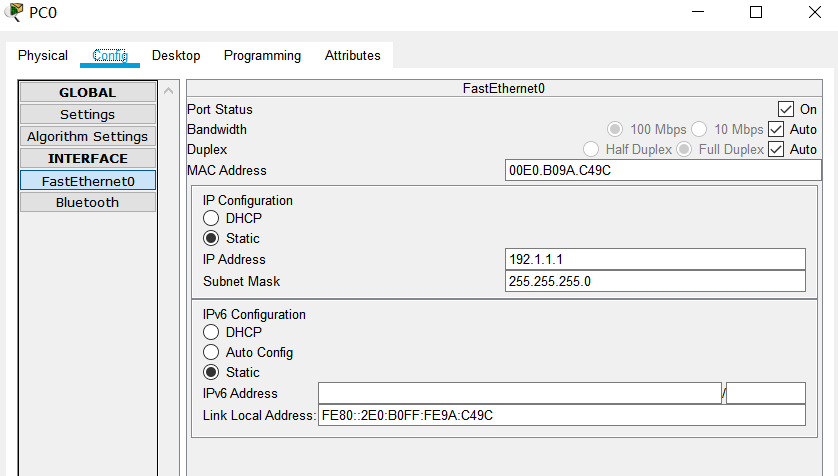 PC0
Physical Config Desktop Programming Attributes
GLOBAL
Settings
Algorithm Settings
INTERFACE
FastEthernet0
Bluetooth
FastEthernet0
Port Status On
Bandwidth 100 Mbps 10 Mbps Auto
Duplex Half Duplex Full Duplex Auto
MAC Address 00E0.B09A.C49C
IP Configuration
DHCP
Static
IP Address 192.1.1.1
Subnet Mask 255.255.255.0
IPv6 Configuration
DHCP
Auto Config
Static
IPv6 Address /
Link Local Address: FE80::2E0:B0FF:FE9A:C49C